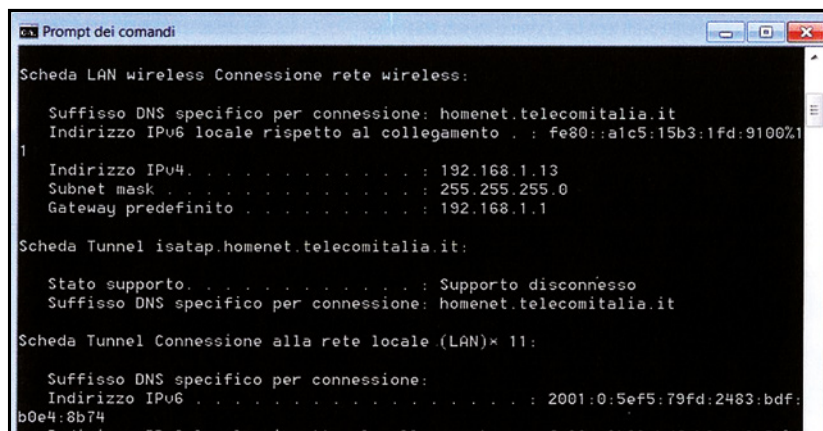 Prompt dei comandi
Scheda LAN wireless Connessione rete wireless:
Suffisso DNS specifico per connessione: homenet.telecomitalia.it
Indirizzo IPv6 locale rispetto al collegamento . : fe80::a1c5:15b3:1fd:9100%1
1
Indirizzo IPv4. . . . . . . . . . . . : 192.168.1.13
Subnet mask . . . . . . . . . . . . . : 255.255.255.0
Gateway predefinito . . . . . . . . . : 192.168.1.1
Scheda Tunnel isatap.homenet.telecomitalia.it:
Stato supporto. . . . . . . . . . . . : Supporto disconnesso
Suffisso DNS specifico per connessione: homenet.telecomitalia.it
Scheda Tunnel Connessione alla rete locale (LAN)* 11:
Suffisso DNS specifico per connessione:
Indirizzo IPv6 . . . . . . . . . . . . . . . . . : 2001:0:5ef5:79fd:2483:bdf:
b0e4:8b74